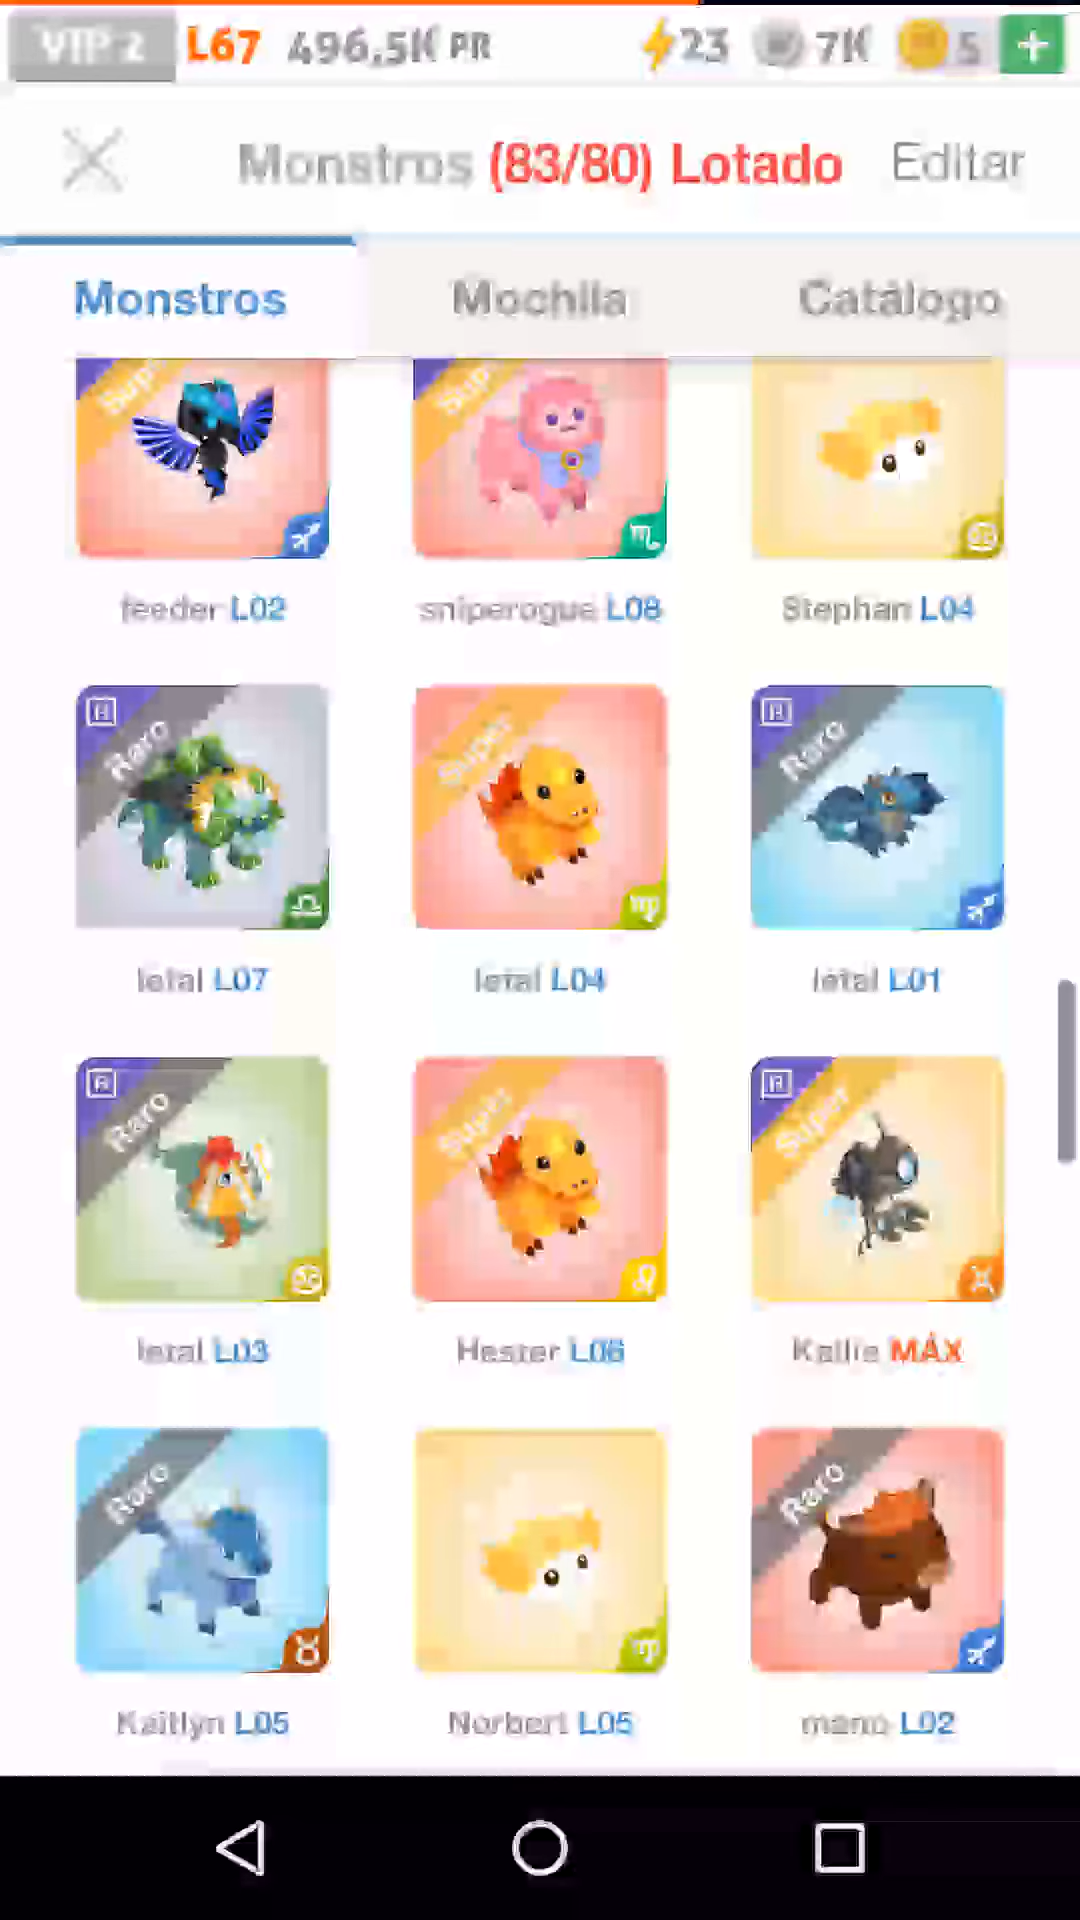 VIP 2 L67 496,5K PR 23 7K 5 +
Monstros (83/80) Lotado Editar
Monstros Mochila Catálogo
Super Super
feeder L02 sniperogue L08 Stephan L04
R Raro Super R Raro
letal L07 letal L04 letal L01
R Raro Super R Super
letal L03 Hester L06 Kallie MÁX
Raro Raro
Kaitlyn L05 Norbert L05 mano L02